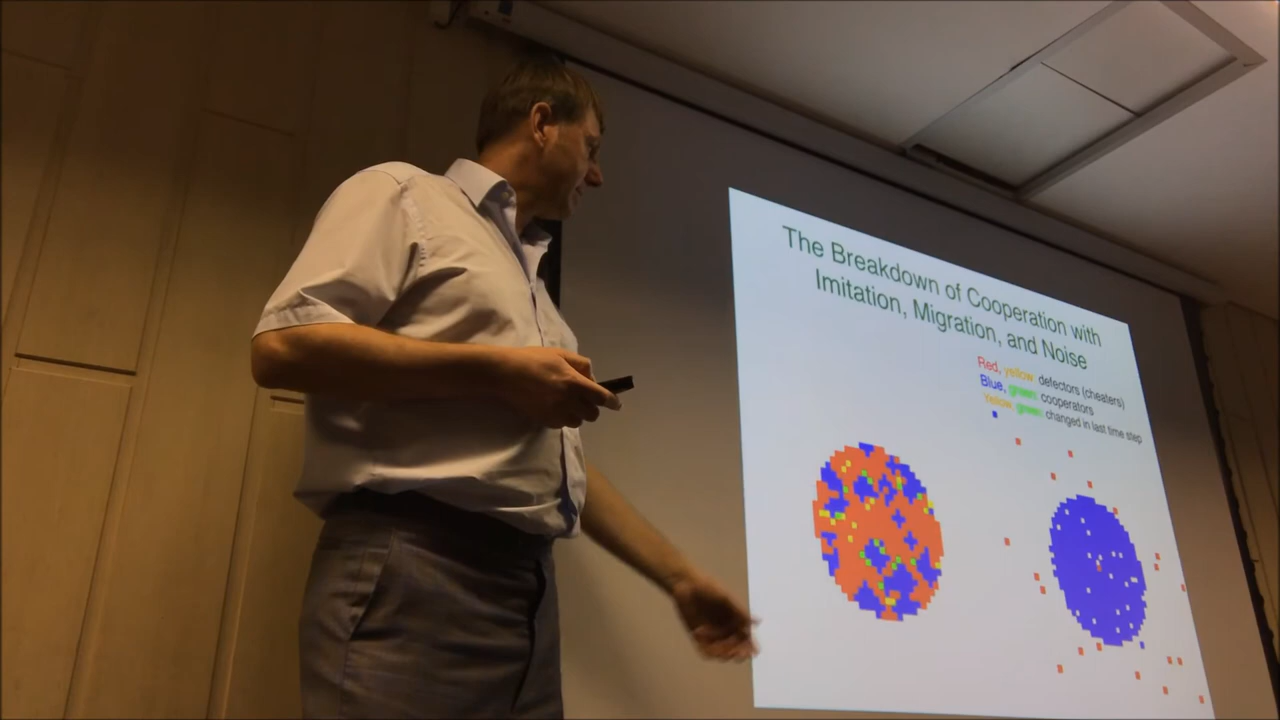 The Breakdown of Cooperation with
Imitation, Migration, and Noise
Red, yellow: defectors (cheaters)
Blue, green: cooperators
Yellow green: changed in last time step